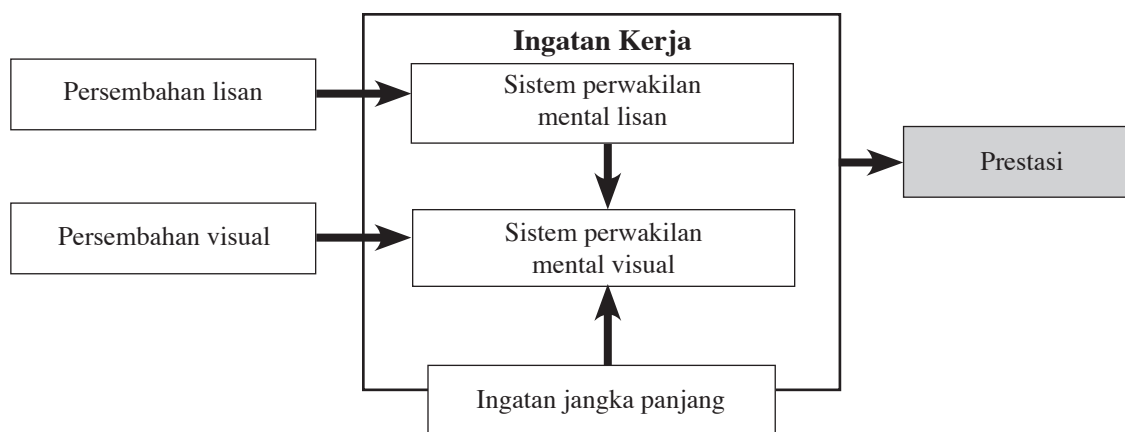 Ingatan Kerja
Persembahan lisan
Sistem perwakilan
mental lisan
Prestasi
Persembahan visual
Sistem perwakilan
mental visual
Ingatan jangka panjang